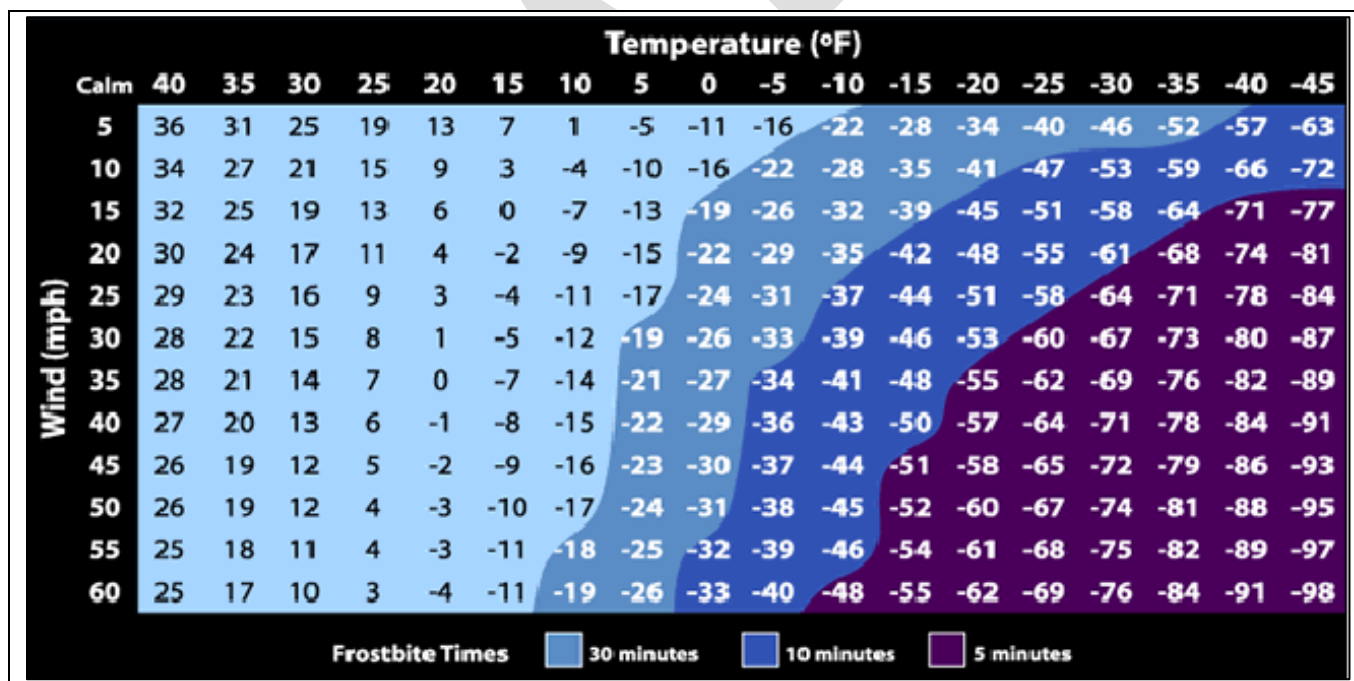 Temperature (ºF)
Calm 40 35 30 25 20 15 10 5 0 -5 -10 -15 -20 -25 -30 -35 -40 -45
5 36 31 25 19 13 7 1 -5 -11 -16 -22 -28 -34 -40 -46 -52 -57 -63
10 34 27 21 15 9 3 -4 -10 -16 -22 -28 -35 -41 -47 -53 -59 -66 -72
15 32 25 19 13 6 0 -7 -13 -19 -26 -32 -39 -45 -51 -58 -64 -71 -77
20 30 24 17 11 4 -2 -9 -15 -22 -29 -35 -42 -48 -55 -61 -68 -74 -81
25 29 23 16 9 3 -4 -11 -17 -24 -31 -37 -44 -51 -58 -64 -71 -78 -84
30 28 22 15 8 1 -5 -12 -19 -26 -33 -39 -46 -53 -60 -67 -73 -80 -87
35 28 21 14 7 0 -7 -14 -21 -27 -34 -41 -48 -55 -62 -69 -76 -82 -89
40 27 20 13 6 -1 -8 -15 -22 -29 -36 -43 -50 -57 -64 -71 -78 -84 -91
45 26 19 12 5 -2 -9 -16 -23 -30 -37 -44 -51 -58 -65 -72 -79 -86 -93
50 26 19 12 4 -3 -10 -17 -24 -31 -38 -45 -52 -60 -67 -74 -81 -88 -95
55 25 18 11 4 -3 -11 -18 -25 -32 -39 -46 -54 -61 -68 -75 -82 -89 -97
60 25 17 10 3 -4 -11 -19 -26 -33 -40 -48 -55 -62 -69 -76 -84 -91 -98
Wind (mph)
Frostbite Times 30 minutes 10 minutes 5 minutes